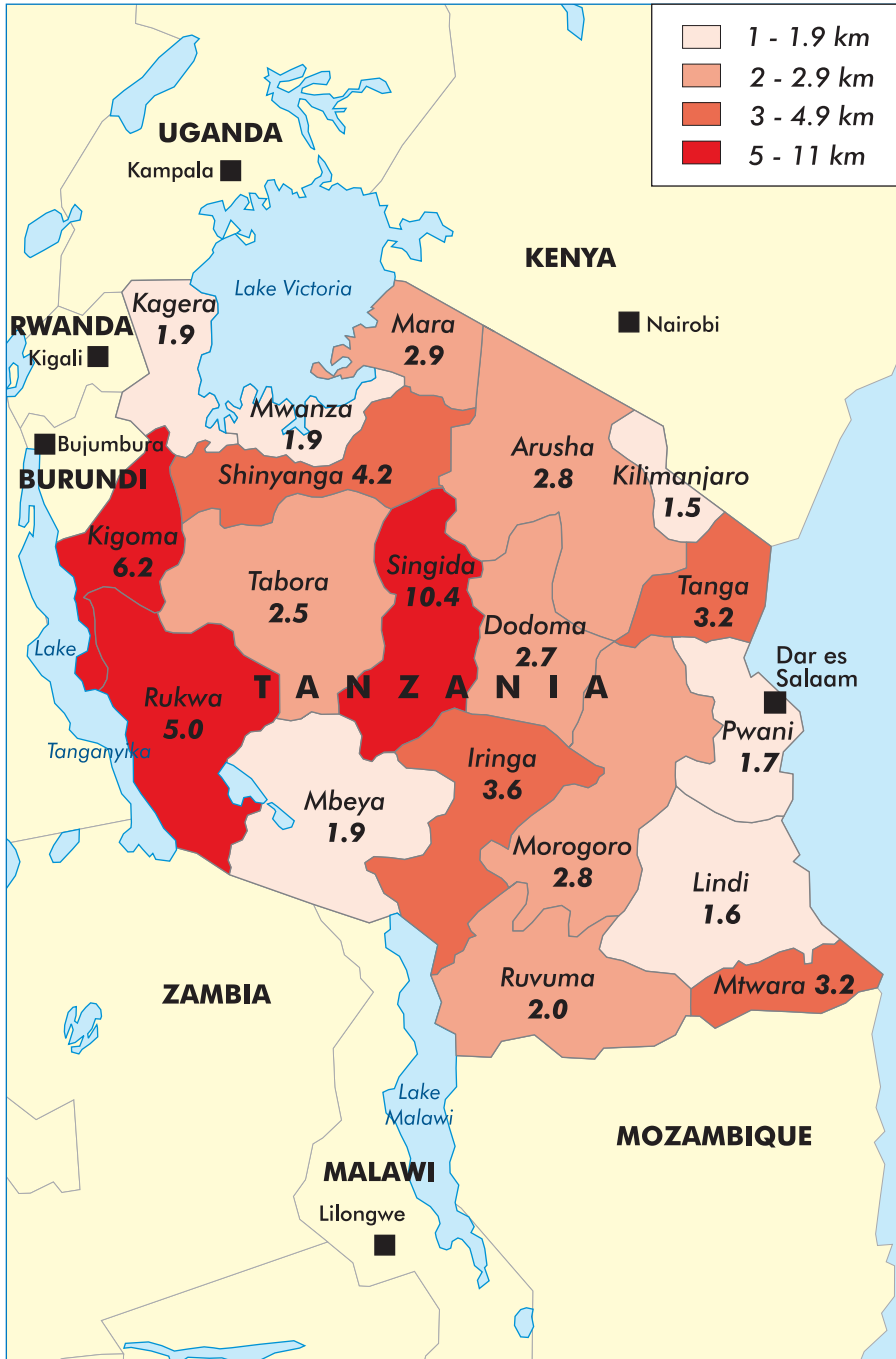 1 - 1.9 km
2 - 2.9 km
3 - 4.9 km
5 - 11 km
UGANDA
Kampala
KENYA
Lake Victoria
Kagera
1.9
RWANDA
Kigali
Mara
2.9
Nairobi
Mwanza
1.9
Bujumbura
BURUNDI
Shinyanga 4.2
Arusha
2.8
Kilimanjaro
1.5
Kigoma
6.2
Tabora
2.5
Singida
10.4
Tanga
3.2
Dodoma
2.7
Lake
Tanganyika
Rukwa
5.0
TANZANIA
Dar es
Salaam
Pwani
1.7
Iringa
3.6
Mbeya
1.9
Morogoro
2.8
Lindi
1.6
ZAMBIA
Ruvuma
2.0
Mtwara 3.2
Lake
Malawi
MOZAMBIQUE
MALAWI
Lilongwe